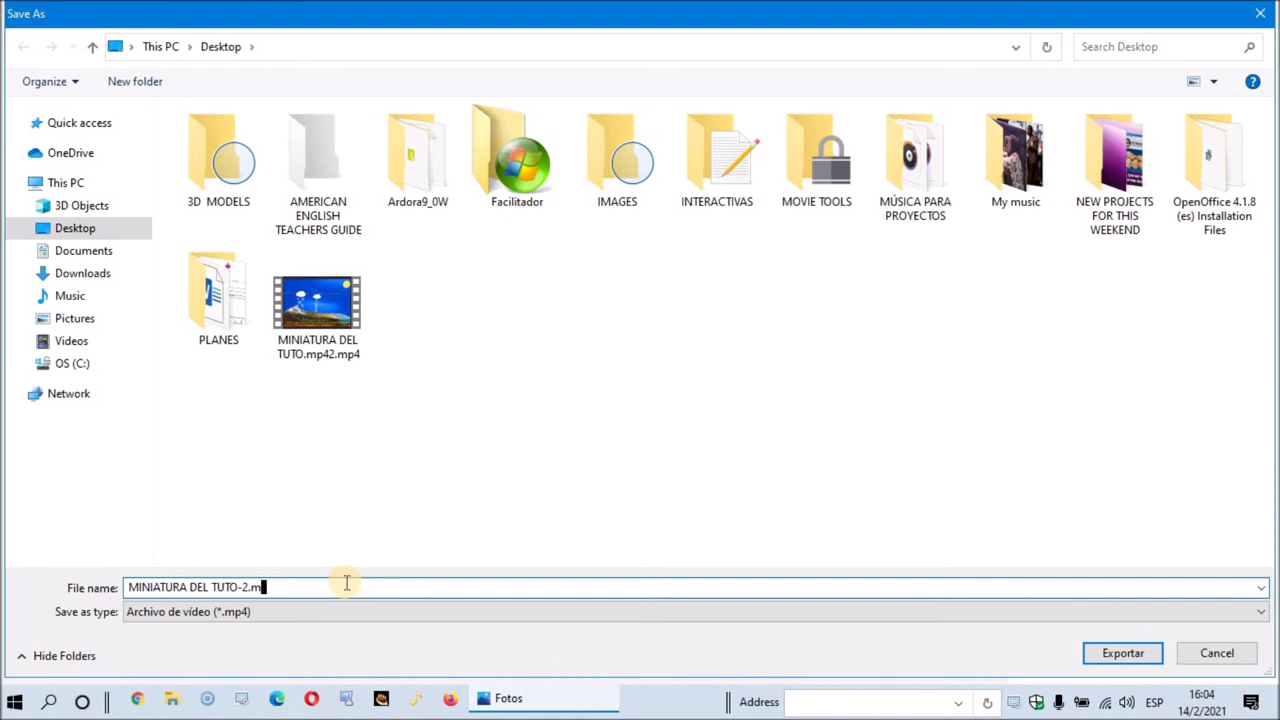 Save As
This PC > Desktop >
Search Desktop
Organize
New folder
Quick access
OneDrive
This PC
3D Objects
Desktop
Documents
Downloads
Music
Pictures
Videos
OS (C:)
Network
3D MODELS
AMERICAN
ENGLISH
TEACHERS GUIDE
Ardora9_0W
Facilitador
IMAGES
INTERACTIVAS
MOVIE TOOLS
MÚSICA PARA
PROYECTOS
My music
NEW PROJECTS
FOR THIS
WEEKEND
OpenOffice 4.1.8
(es) Installation
Files
PLANES
MINIATURA DEL
TUTO.mp42.mp4
File name: MINIATURA DEL TUTO-2.m
Save as type: Archivo de vídeo (*.mp4)
Hide Folders
Exportar
Cancel
Fotos
Address
ESP
16:04
14/2/2021